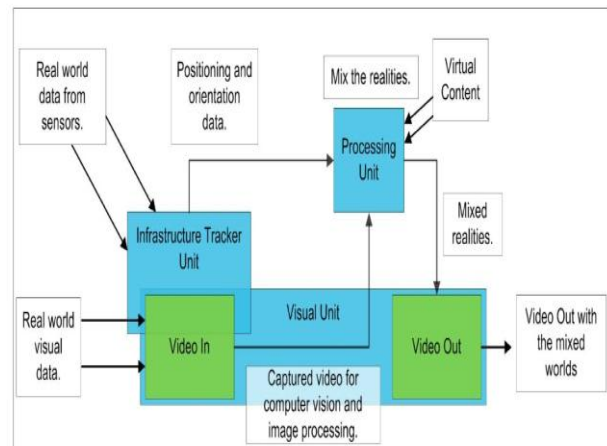 Real world
data from
sensors.
Positioning and
orientation
data.
Mix the realities.
Virtual
Content
Processing
Unit
Mixed
realities.
Infrastructure Tracker
Unit
Real world
visual
data.
Video In
Visual Unit
Video Out
Video Out with
the mixed
worlds
Captured video for
computer vision and
image processing.